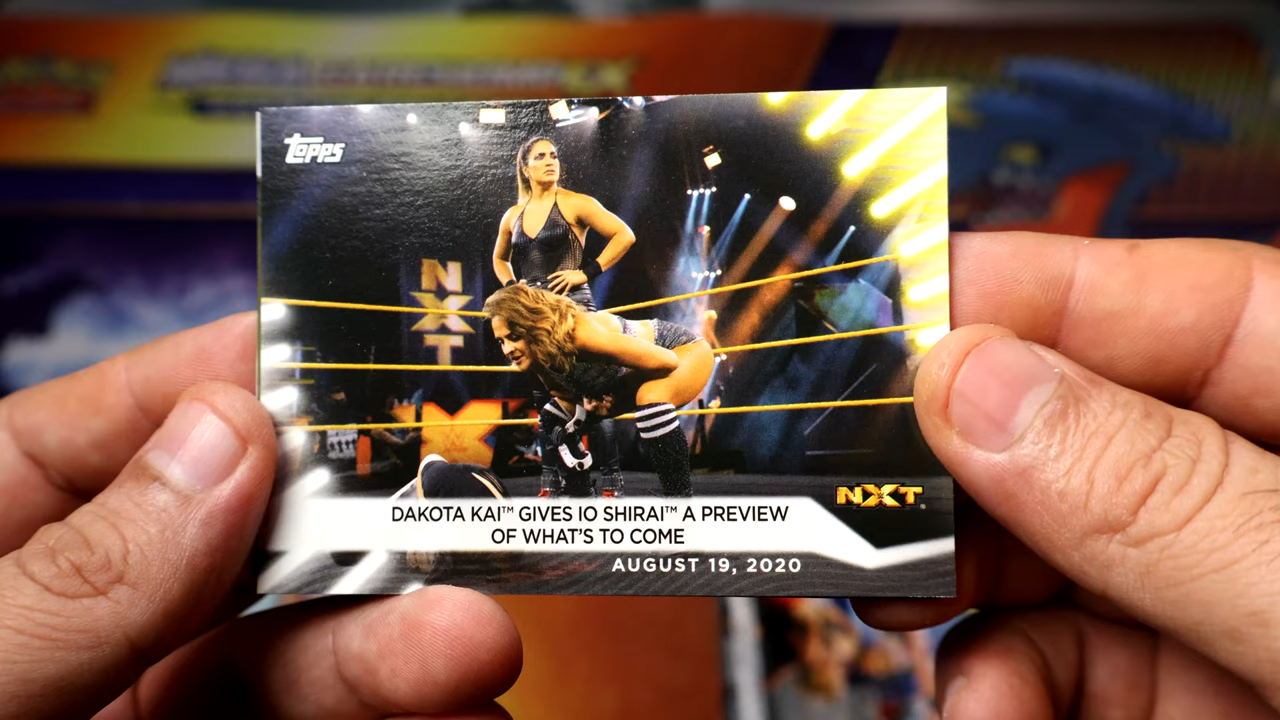 topps
NXT
DAKOTA KAI™ GIVES IO SHIRAI™ A PREVIEW
OF WHAT'S TO COME
NXT
AUGUST 19, 2020